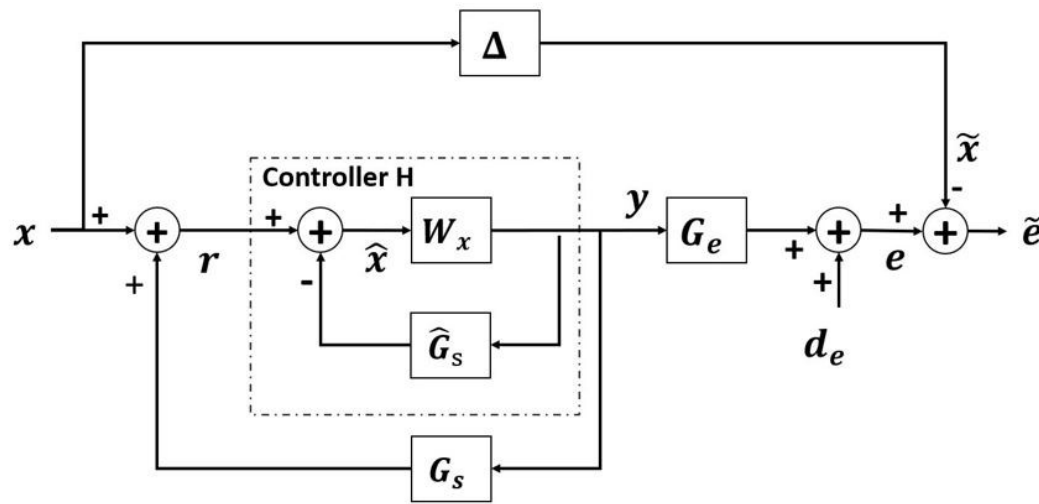 Δ
x̃
-
Controller H
x
+
+
r
+
+
x̂
W_x
y
G_e
+
+
e
+
+
ẽ
+
-
Ĝ_s
+
d_e
G_s